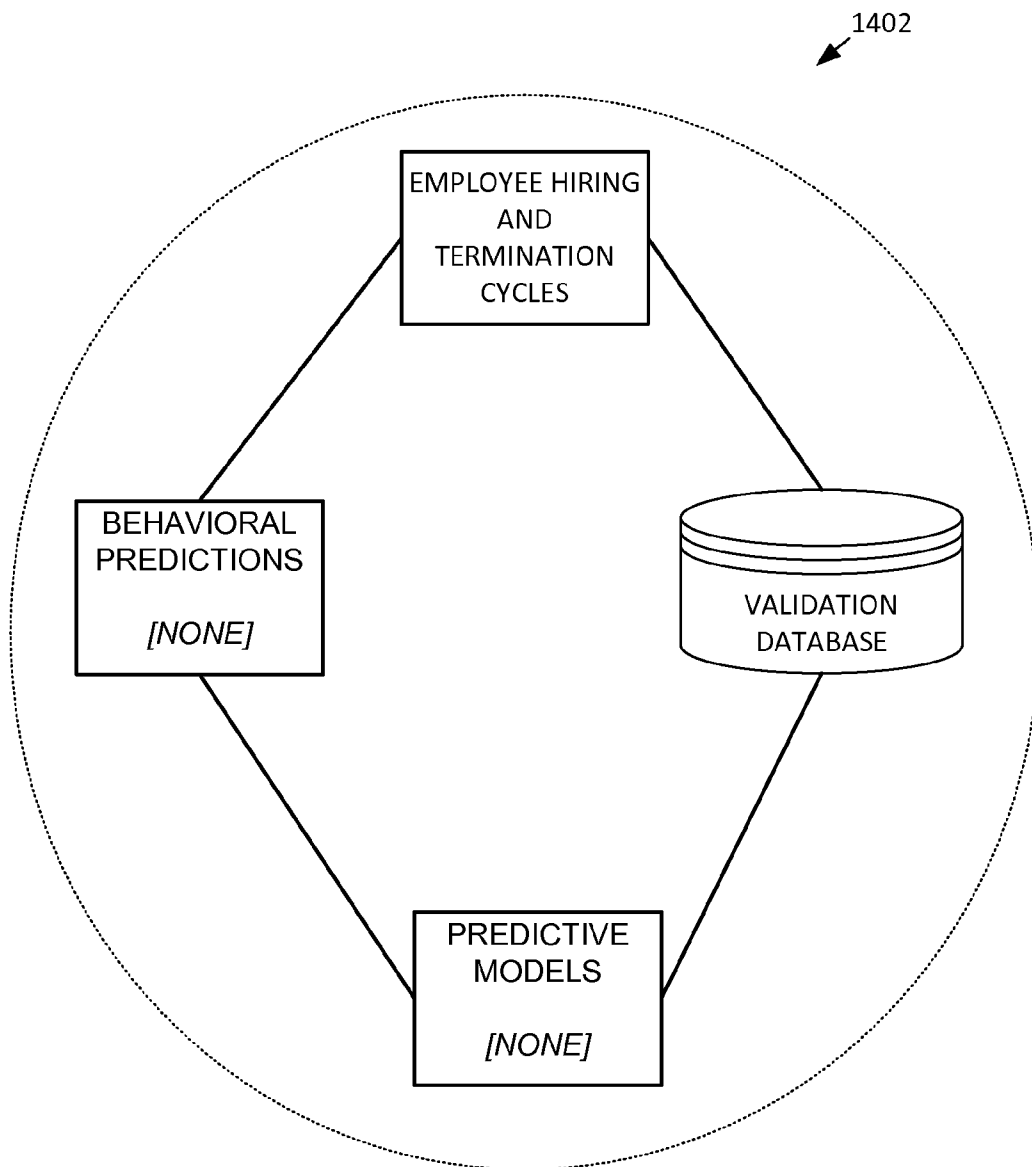 1402
EMPLOYEE HIRING
AND
TERMINATION
CYCLES
BEHAVIORAL
PREDICTIONS
[NONE]
VALIDATION
DATABASE
PREDICTIVE
MODELS
[NONE]